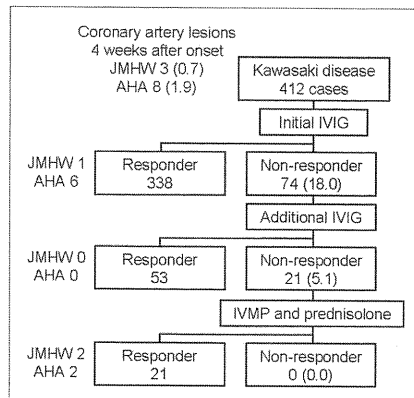 Coronary artery lesions
4 weeks after onset
JMHW 3 (0.7)
AHA 8 (1.9)
Kawasaki disease
412 cases
Initial IVIG
JMHW 1
AHA 6
Responder
338
Non-responder
74 (18.0)
Additional IVIG
JMHW 0
AHA 0
Responder
53
Non-responder
21 (5.1)
IVMP and prednisolone
JMHW 2
AHA 2
Responder
21
Non-responder
0 (0.0)